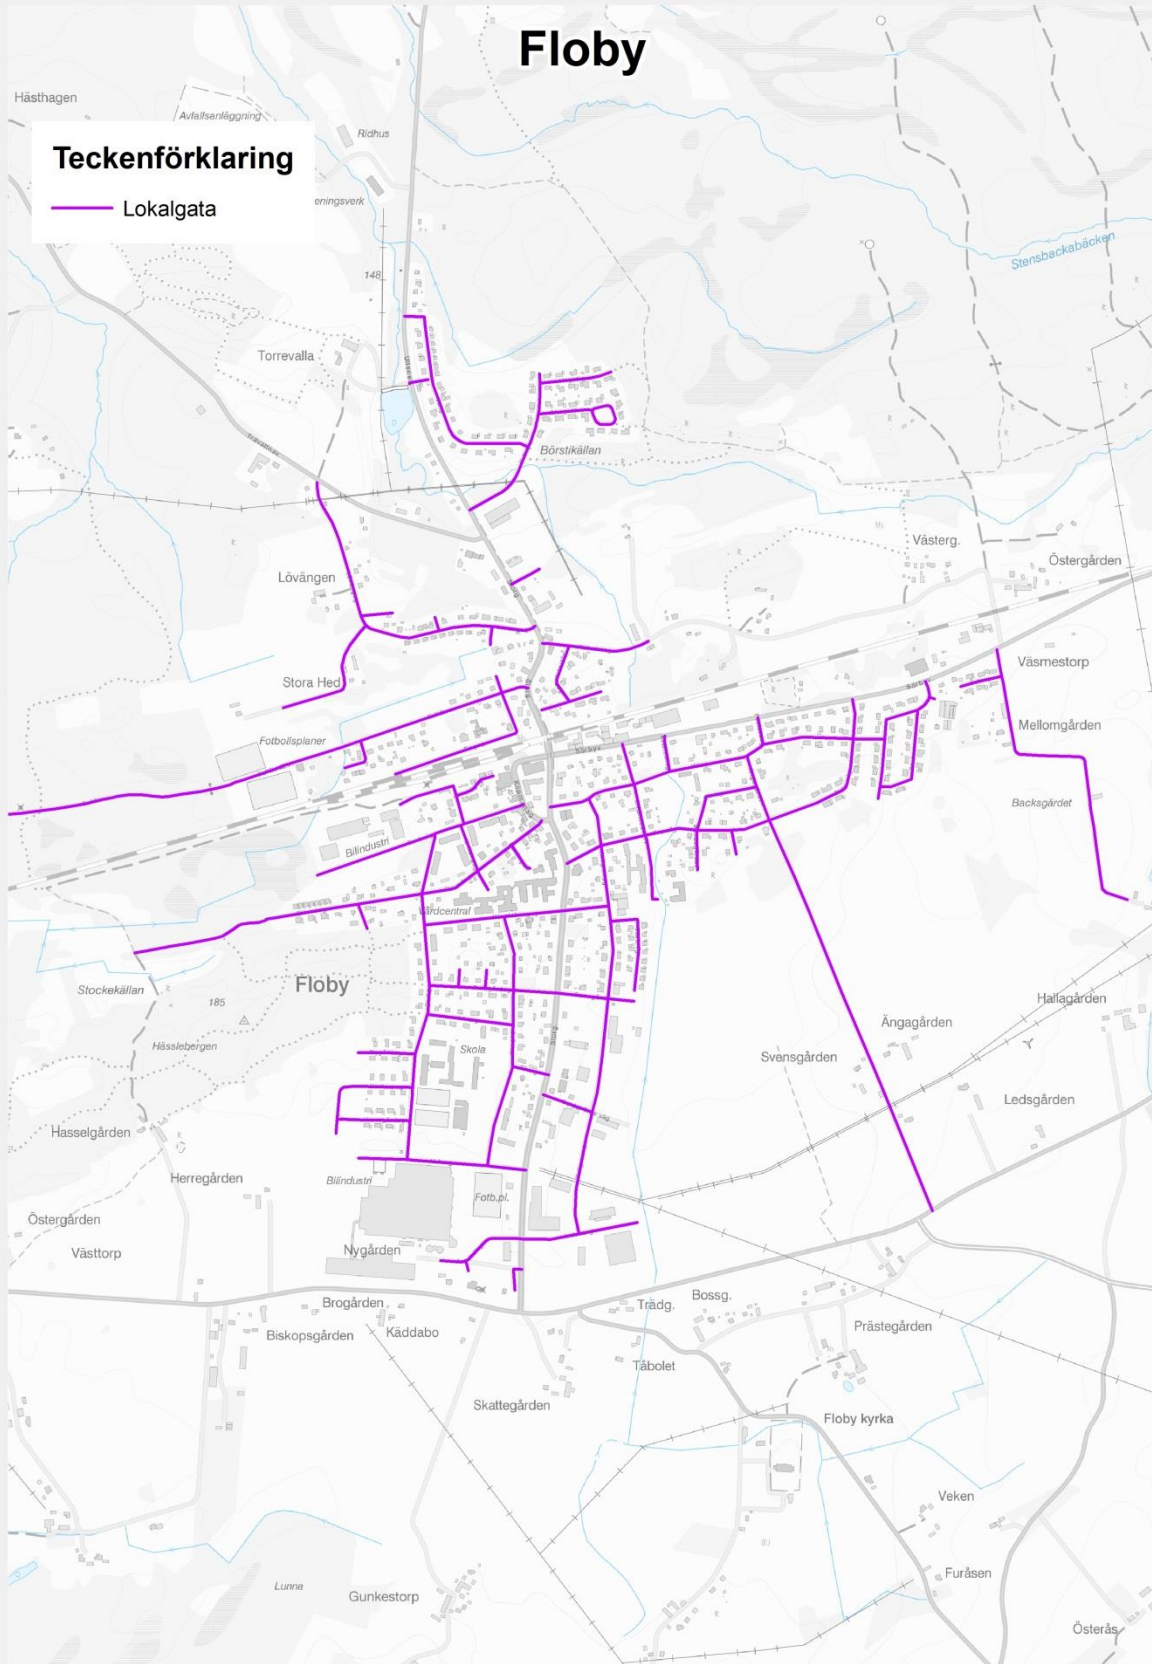 Floby
Hästhagen
Avfallsanläggning
Ridhus
Teckenförklaring
Lokalgata
eningsverk
Stensbackabäcken
148
Torrevalla
Börstikällan
Västerg.
Östergården
Lövängen
Väsmestorp
Stora Hed
Mellomgården
Fotbollsplaner
Backsgärdet
Bilindustri
Vårdcentral
Floby
Stockekällan
185
Hallagården
Ängagården
Hässlebergen
Skola
Svensgården
Ledsgården
Hasselgården
Herregården
Bilindustri
Fotb.pl.
Östergården
Västtorp
Nygården
Brogården
Bossg.
Trädg.
Biskopsgården
Käddabo
Prästegården
Tåbolet
Skattegården
Floby kyrka
Veken
Furåsen
Lunna
Gunkestorp
Österås